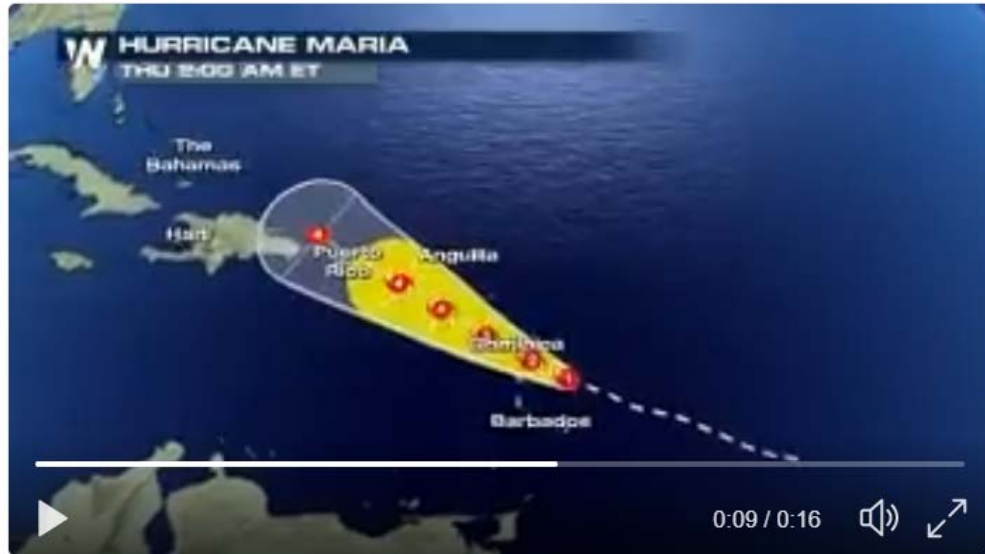 W HURRICANE MARIA
THU 2:00 AM ET
The
Bahamas
Haiti
Puerto
Rico
Anguilla
Dominica
Barbados
0:09 / 0:16